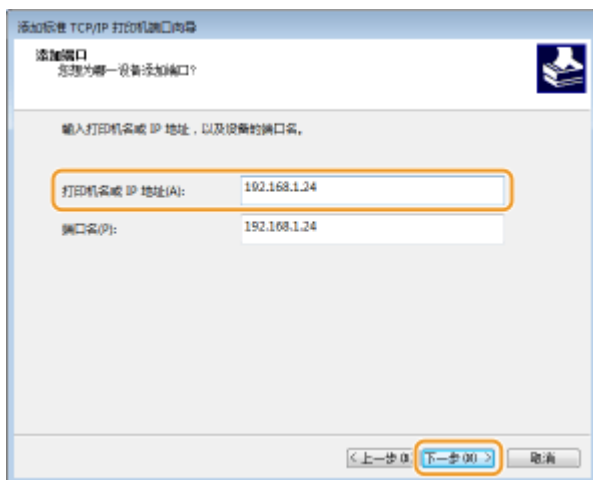 添加标准 TCP/IP 打印机端口向导
添加端口
您想为哪一设备添加端口?
输入打印机名或 IP 地址，以及设备的端口名。
打印机名或 IP 地址(A): 192.168.1.24
端口名(P): 192.168.1.24
<上一步(B) 下一步(N) > 取消